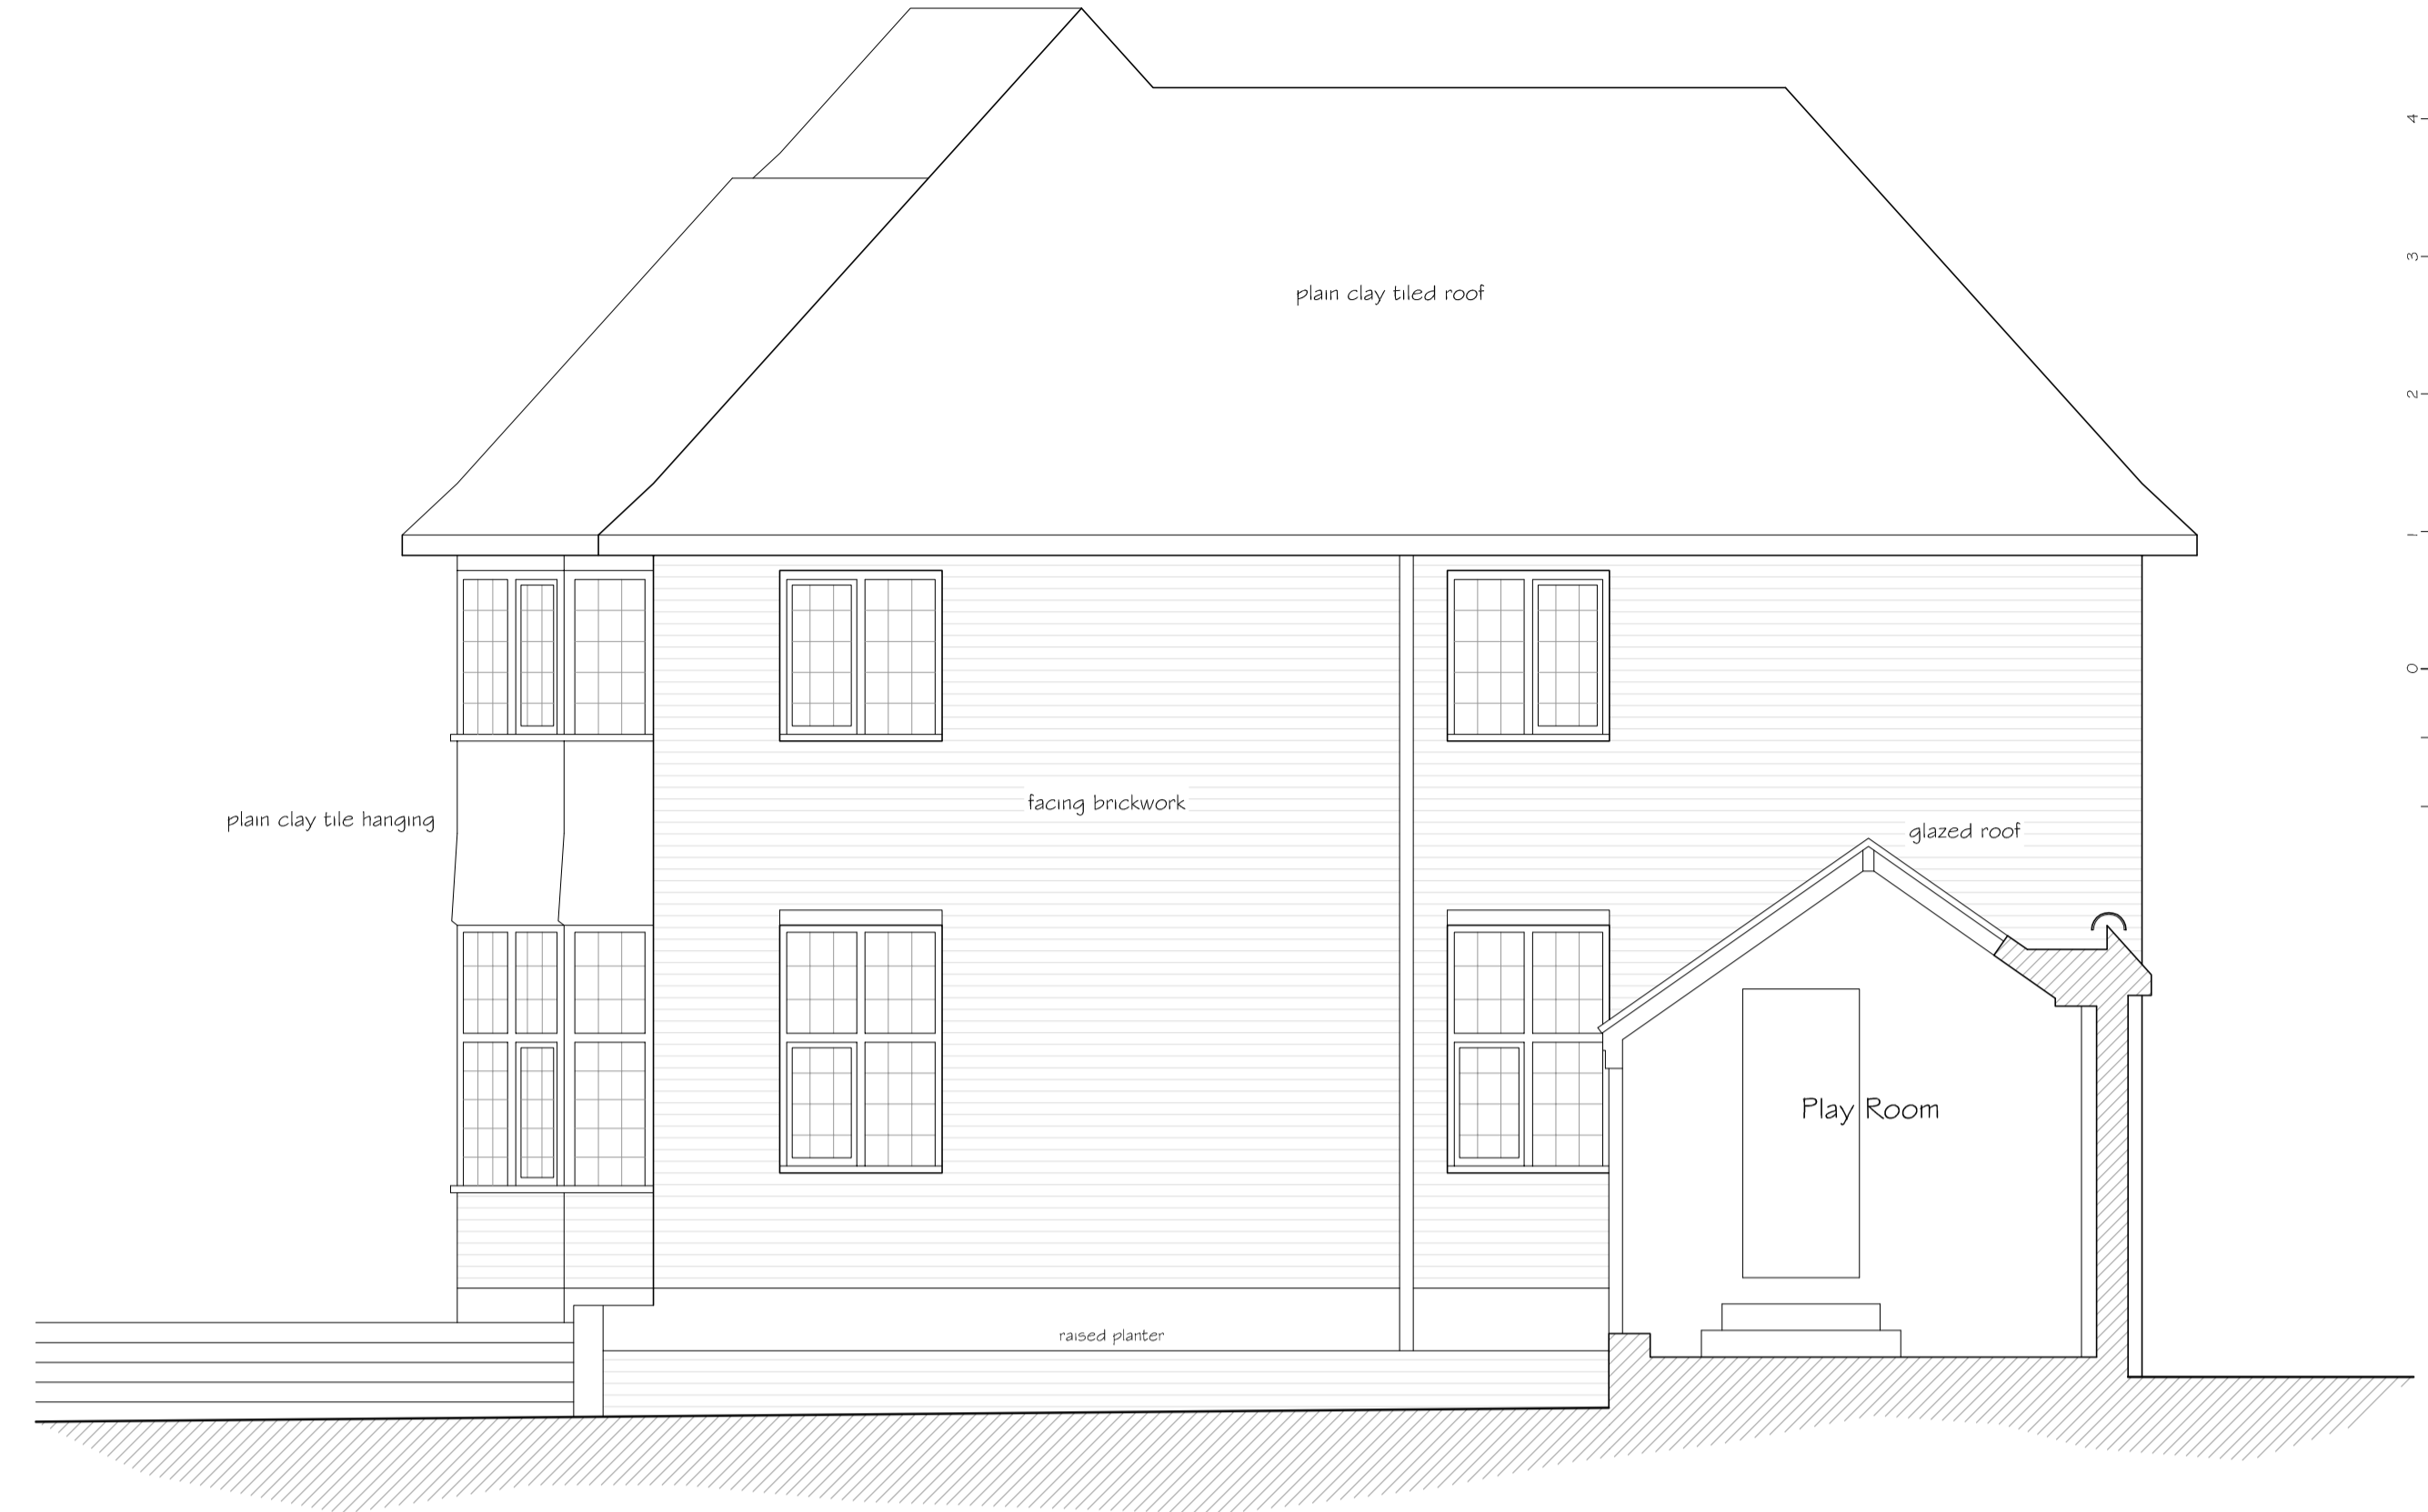 plain clay tiled roof
plain clay tile hanging
facing brickwork
glazed roof
Play Room
raised planter
4
3
2
1
0